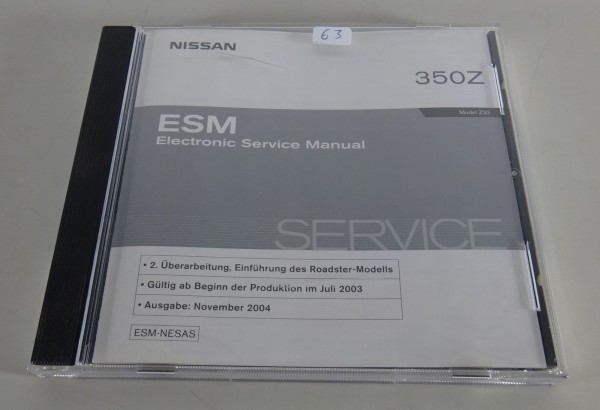 63
NISSAN
350Z
Model Z33
ESM
Electronic Service Manual
SERVICE
• 2. Überarbeitung, Einführung des Roadster-Modells
• Gültig ab Beginn der Produktion im Juli 2003
• Ausgabe: November 2004
ESM-NESAS